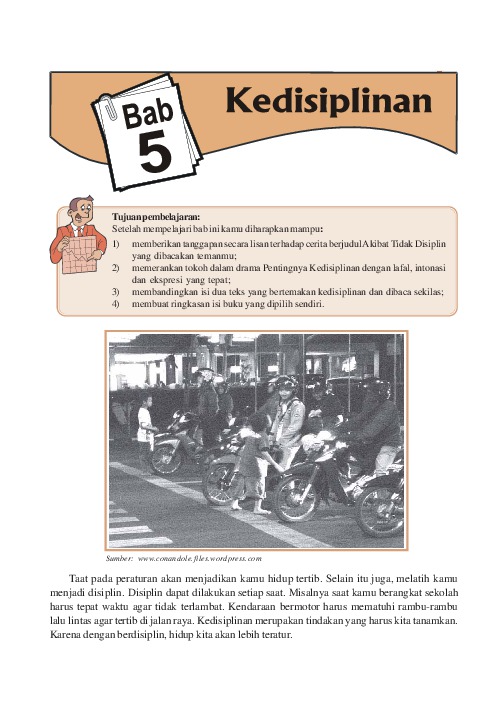 Bab
5
Kedisiplinan
Tujuan pembelajaran:
Setelah mempelajari bab ini kamu diharapkan mampu:
1) memberikan tanggapan secara lisan terhadap cerita berjudul Akibat Tidak Disiplin
yang dibacakan temanmu;
2) memerankan tokoh dalam drama Pentingnya Kedisiplinan dengan lafal, intonasi
dan ekspresi yang tepat;
3) membandingkan isi dua teks yang bertemakan kedisiplinan dan dibaca sekilas;
4) membuat ringkasan isi buku yang dipilih sendiri.
Sumber: www.conandole.files.wordpress.com
Taat pada peraturan akan menjadikan kamu hidup tertib. Selain itu juga, melatih kamu
menjadi disiplin. Disiplin dapat dilakukan setiap saat. Misalnya saat kamu berangkat sekolah
harus tepat waktu agar tidak terlambat. Kendaraan bermotor harus mematuhi rambu-rambu
lalu lintas agar tertib di jalan raya. Kedisiplinan merupakan tindakan yang harus kita tanamkan.
Karena dengan berdisiplin, hidup kita akan lebih teratur.